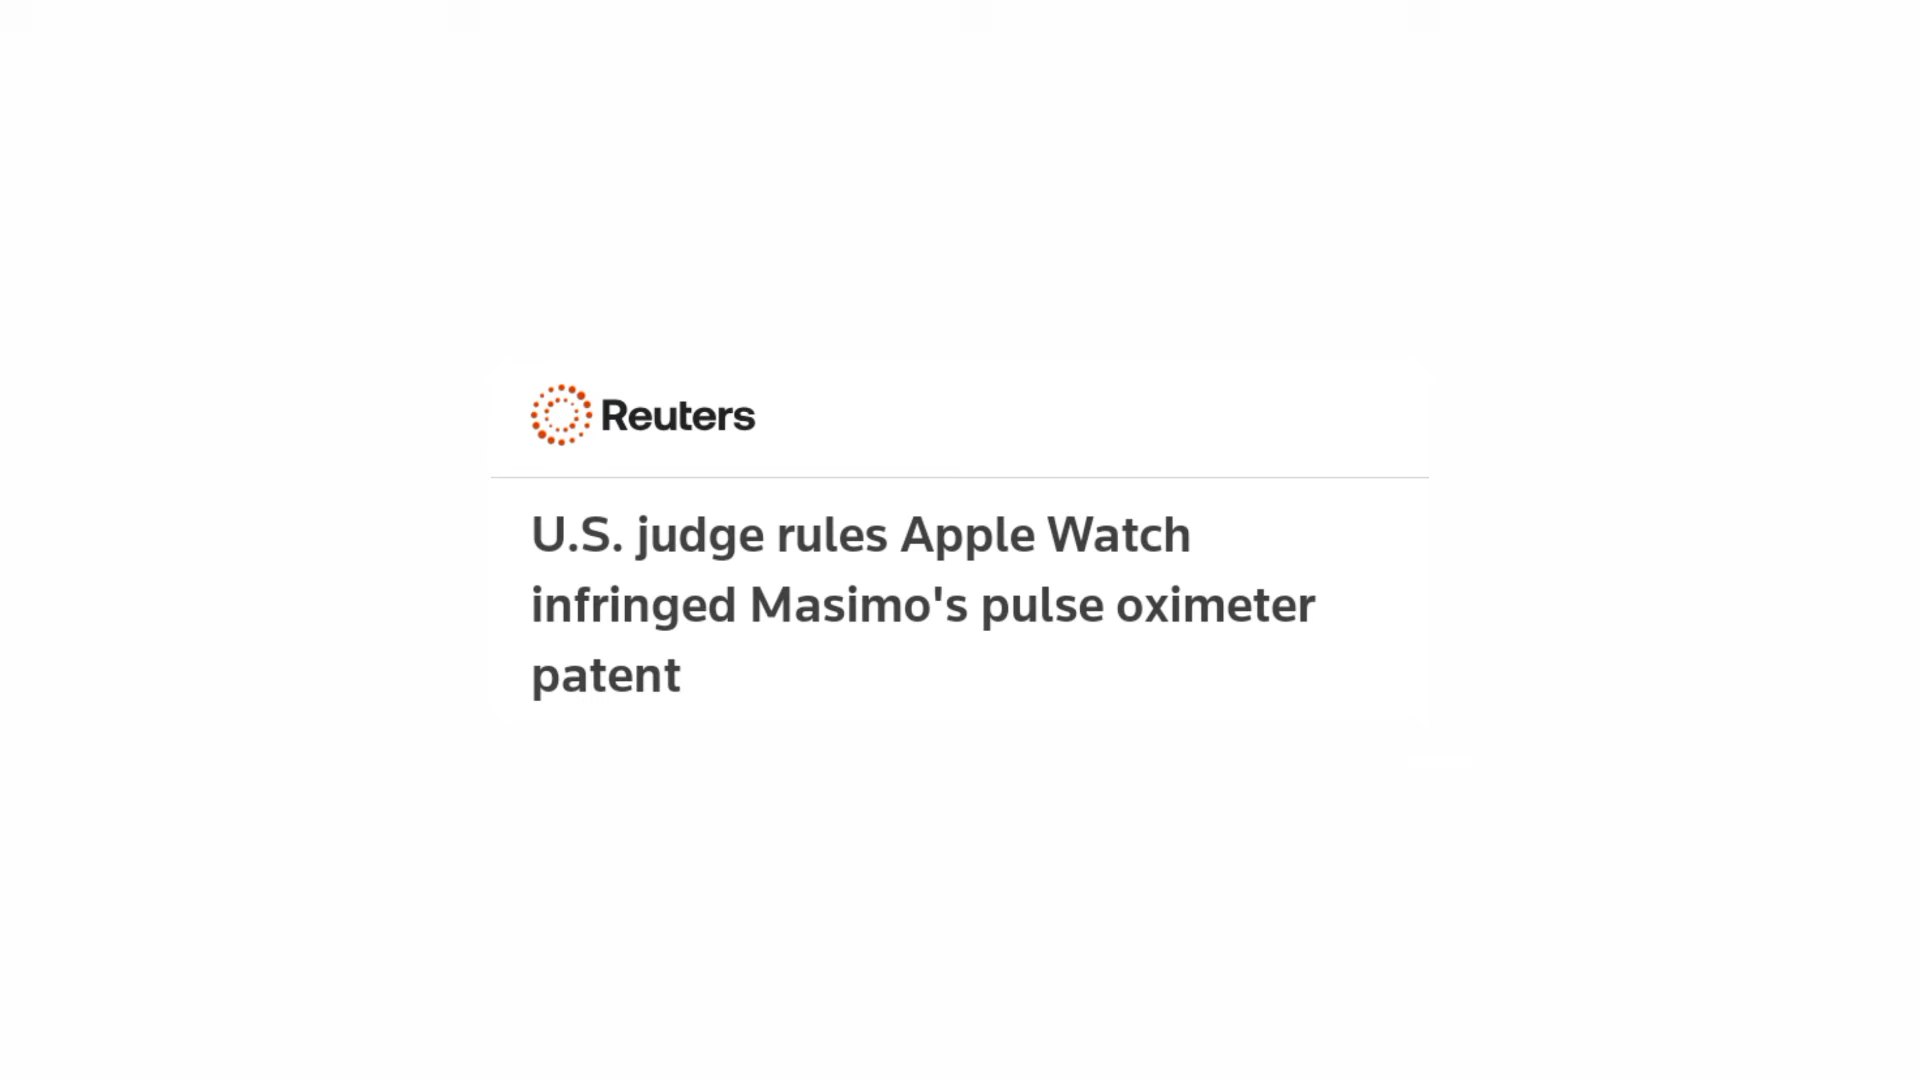 Reuters
U.S. judge rules Apple Watch
infringed Masimo's pulse oximeter
patent